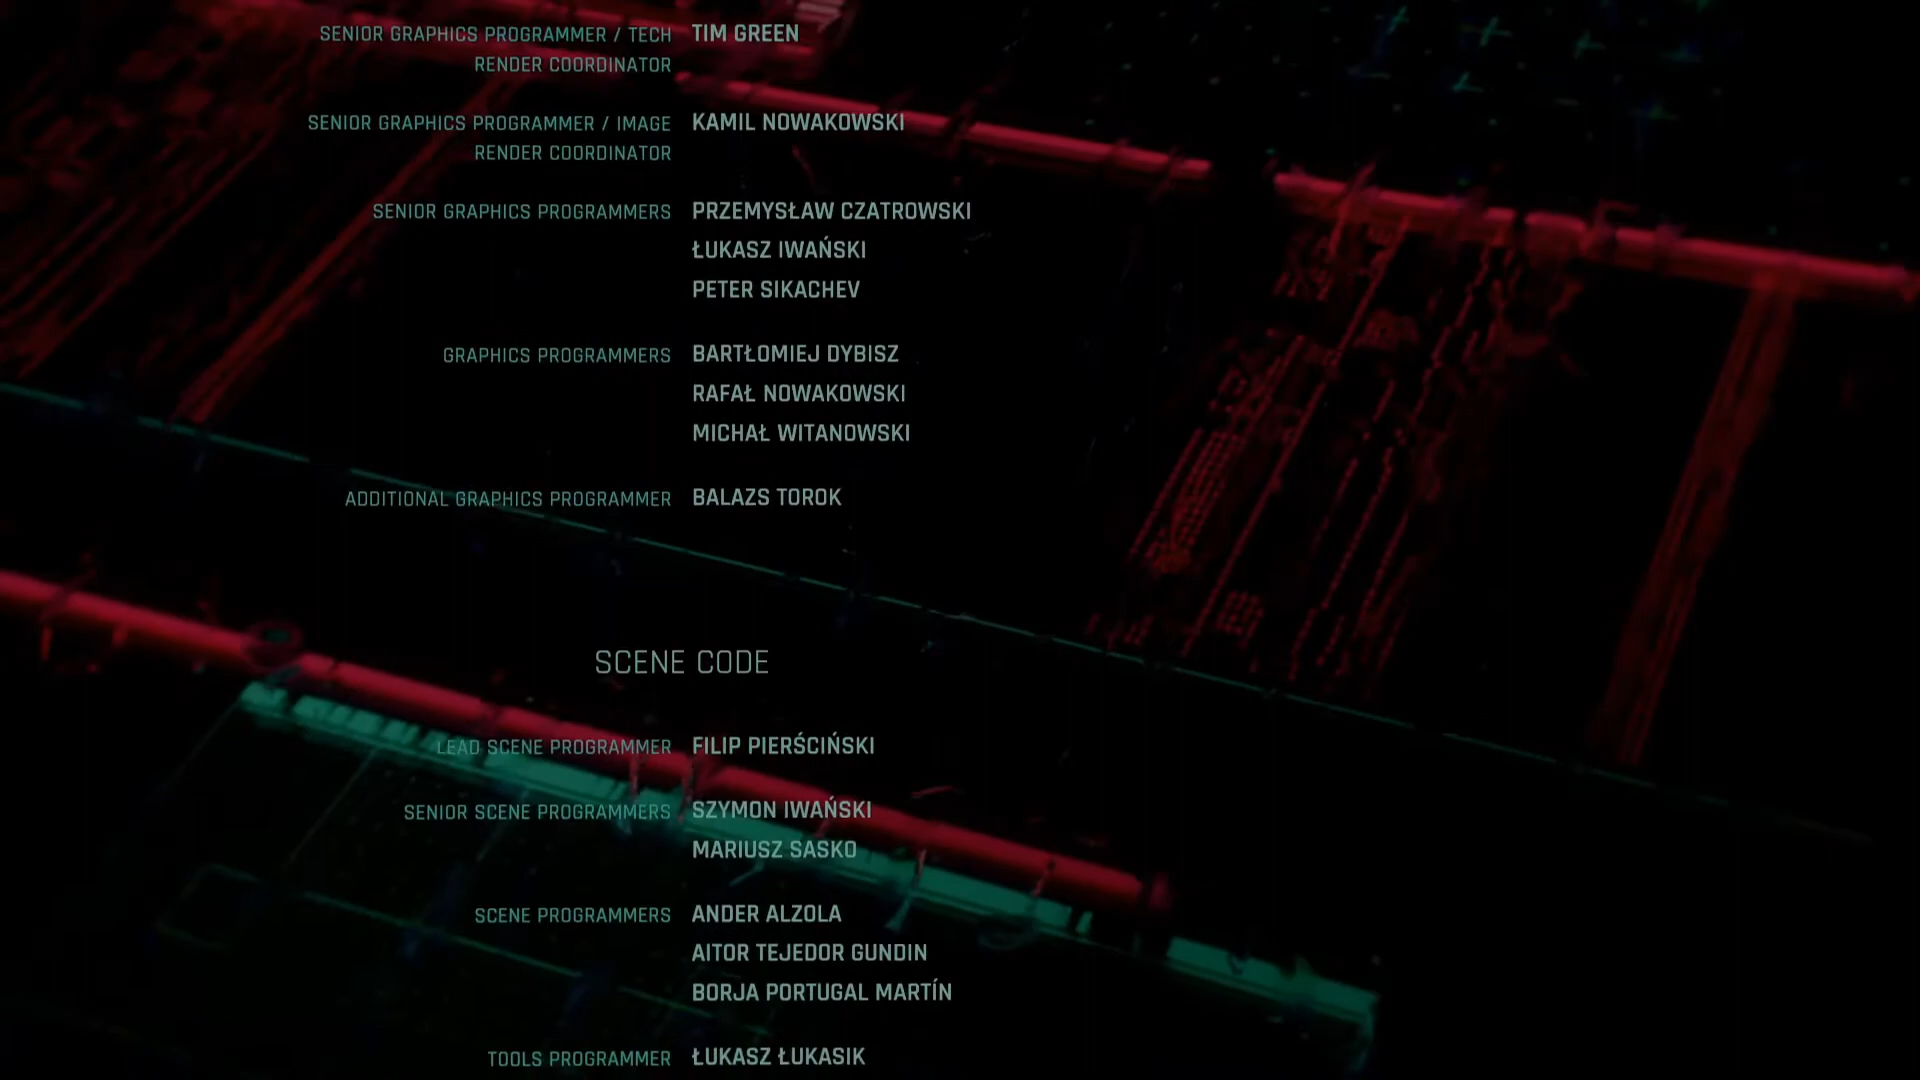 SENIOR GRAPHICS PROGRAMMER / TECH TIM GREEN
RENDER COORDINATOR
SENIOR GRAPHICS PROGRAMMER / IMAGE KAMIL NOWAKOWSKI
RENDER COORDINATOR
SENIOR GRAPHICS PROGRAMMERS PRZEMYSŁAW CZATROWSKI
ŁUKASZ IWAŃSKI
PETER SIKACHEV
GRAPHICS PROGRAMMERS BARTŁOMIEJ DYBISZ
RAFAŁ NOWAKOWSKI
MICHAŁ WITANOWSKI
ADDITIONAL GRAPHICS PROGRAMMER BALAZS TOROK
SCENE CODE
LEAD SCENE PROGRAMMER FILIP PIERŚCIŃSKI
SENIOR SCENE PROGRAMMERS SZYMON IWAŃSKI
MARIUSZ SASKO
SCENE PROGRAMMERS ANDER ALZOLA
AITOR TEJEDOR GUNDIN
BORJA PORTUGAL MARTÍN
TOOLS PROGRAMMER ŁUKASZ ŁUKASIK